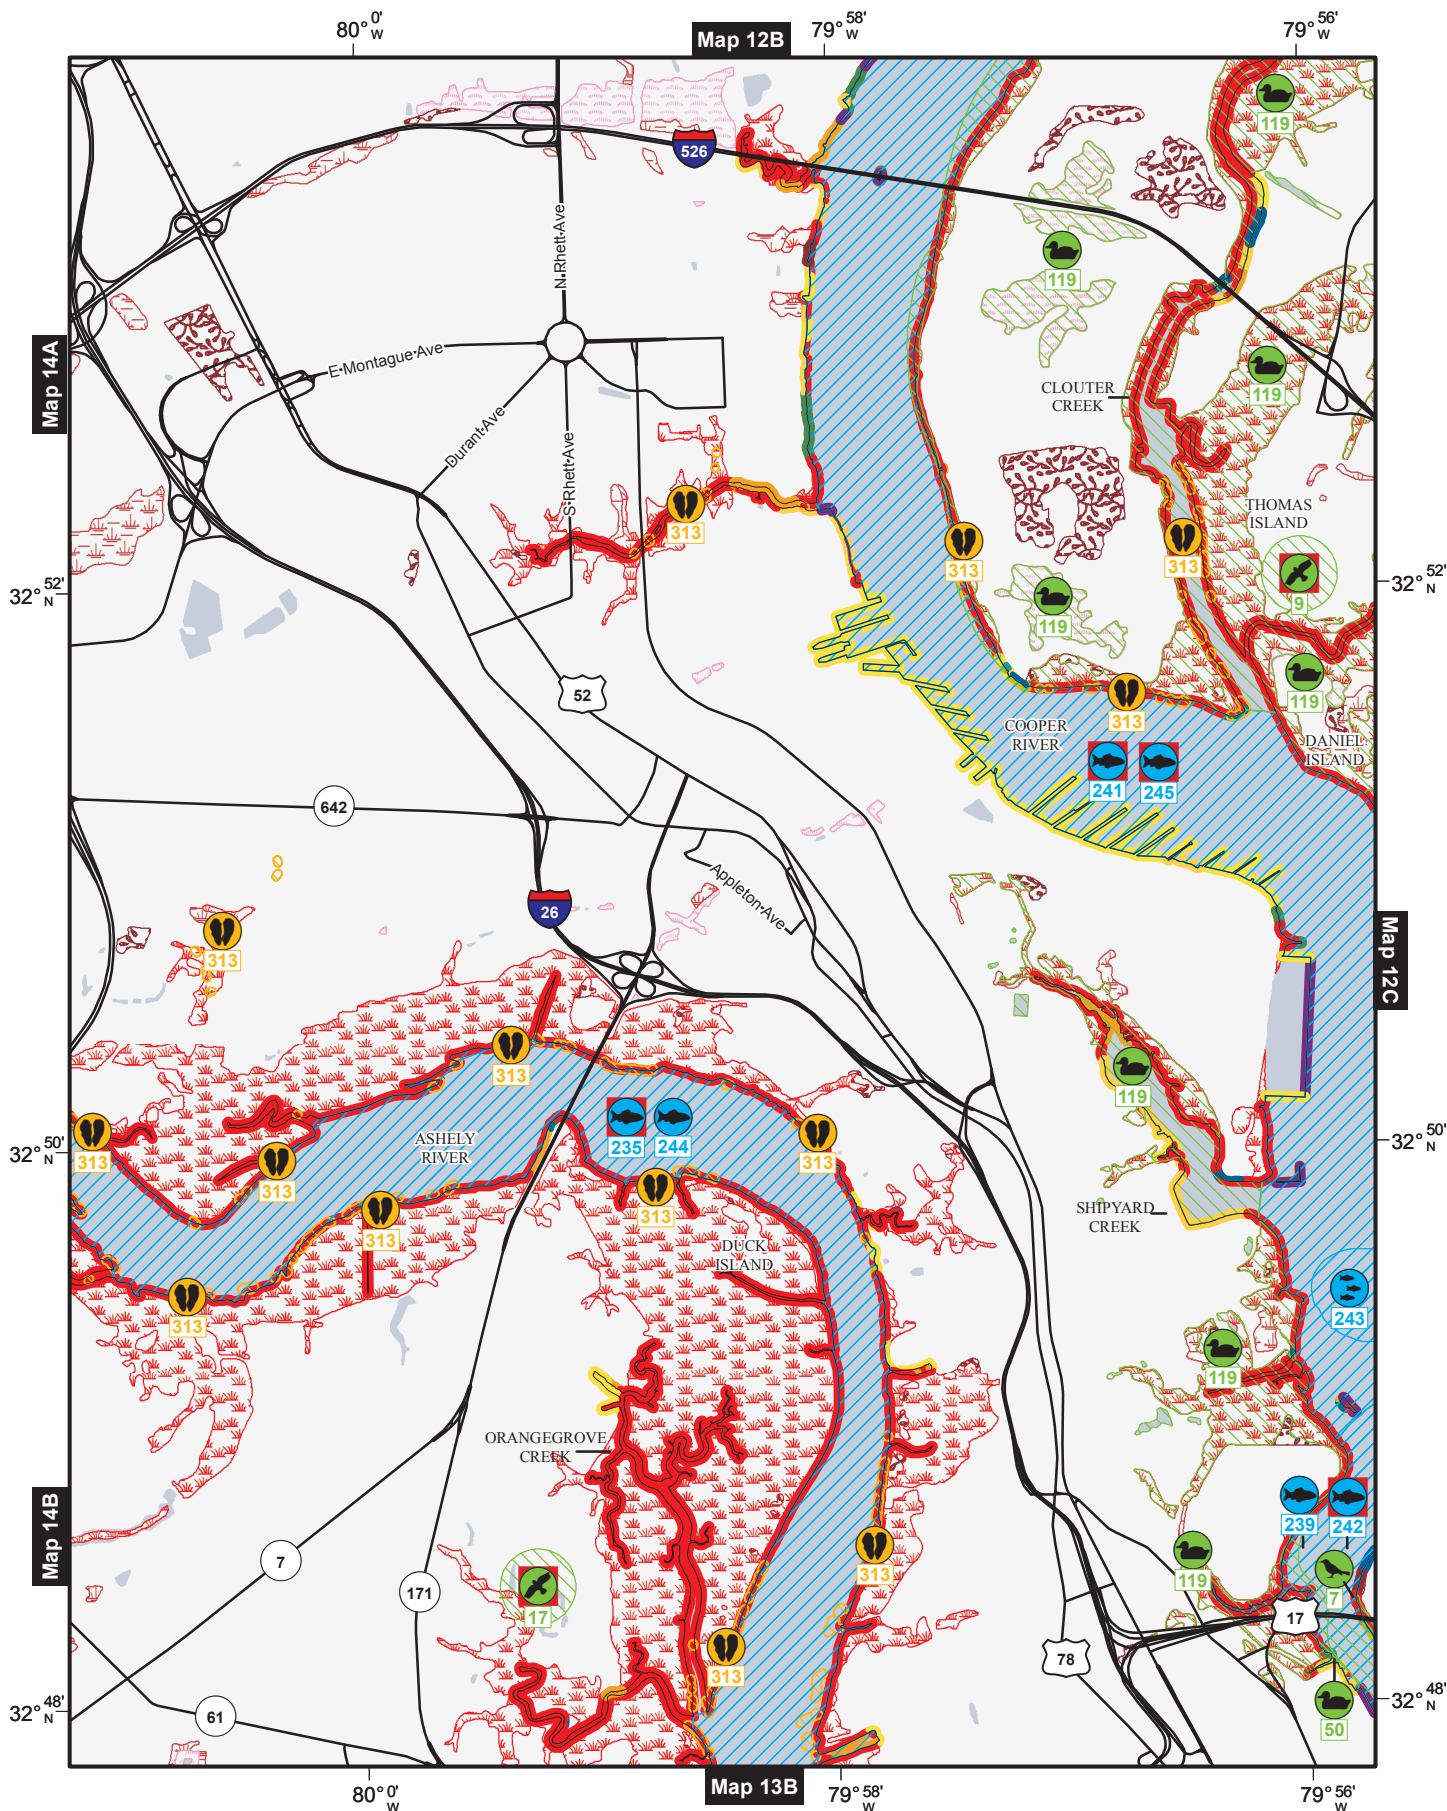 80° 0' W
Map 12B
79° 58' W
79° 56' W
119
526
N Rhett Ave
119
Map 14A
E Montague Ave
Durant Ave
S Rhett Ave
CLOUTER
CREEK
119
THOMAS
ISLAND
313
313
313
32° 52' N
9
32° 52' N
119
119
52
313
COOPER
RIVER
DANIEL
ISLAND
241
245
642
Appleton Ave
26
313
Map 12C
313
119
235
244
ASHELY
RIVER
32° 50' N
313
313
313
32° 50' N
313
313
SHIPYARD
CREEK
DUCK
ISLAND
313
243
119
ORANGEGROVE
CREEK
Map 14B
239
242
7
313
119
171
17
7
17
78
313
61
32° 48' N
32° 48' N
50
80° 0' W
Map 13B
79° 58' W
79° 56' W